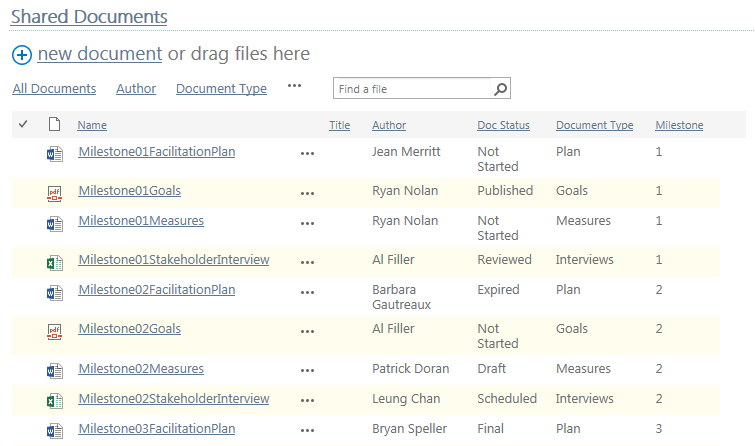 Shared Documents
new document or drag files here
All Documents Author Document Type ••• Find a file
Name Title Author Doc Status Document Type Milestone
Milestone01FacilitationPlan ••• Jean Merritt Not Started Plan 1
pdf Milestone01Goals ••• Ryan Nolan Published Goals 1
Milestone01Measures ••• Ryan Nolan Not Started Measures 1
Milestone01StakeholderInterview ••• Al Filler Reviewed Interviews 1
Milestone02FacilitationPlan ••• Barbara Gautreaux Expired Plan 2
pdf Milestone02Goals ••• Al Filler Not Started Goals 2
Milestone02Measures ••• Patrick Doran Draft Measures 2
Milestone02StakeholderInterview ••• Leung Chan Scheduled Interviews 2
Milestone03FacilitationPlan ••• Bryan Speller Final Plan 3